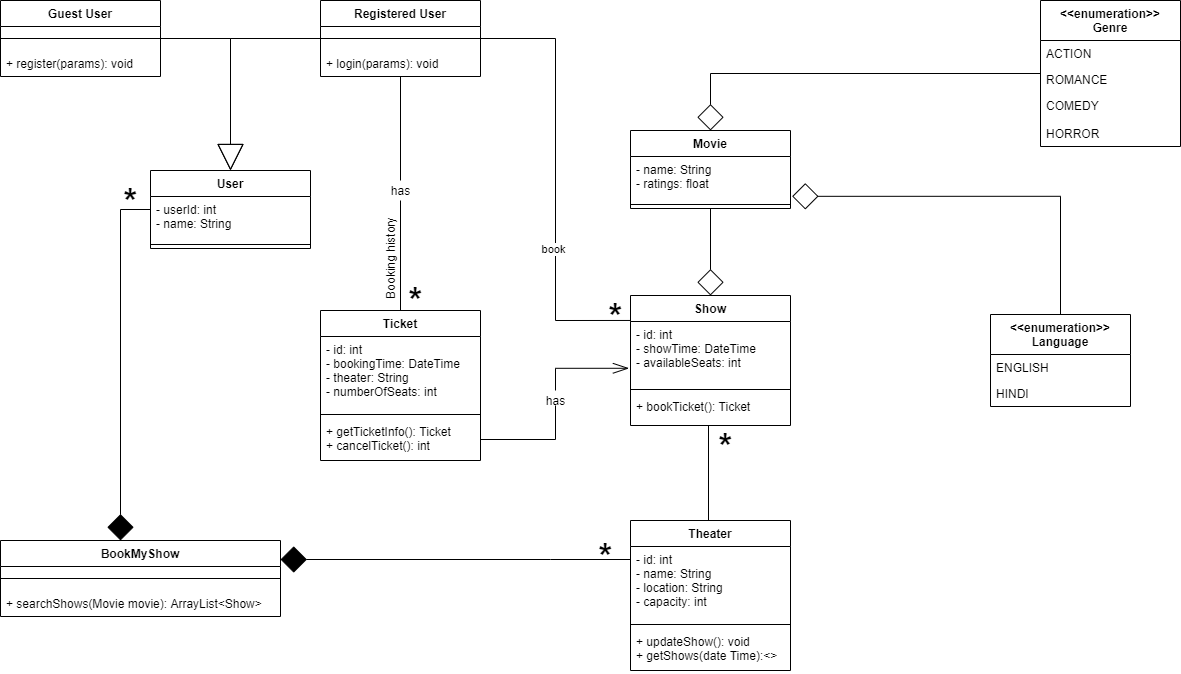 Guest User
+ register(params): void
Registered User
+ login(params): void
<<enumeration>>
Genre
ACTION
ROMANCE
COMEDY
HORROR
Movie
- name: String
- ratings: float
User
- userId: int
- name: String
*
has
Booking history
*
book
*
Ticket
- id: int
- bookingTime: DateTime
- theater: String
- numberOfSeats: int
+ getTicketInfo(): Ticket
+ cancelTicket(): int
has
Show
- id: int
- showTime: DateTime
- availableSeats: int
+ bookTicket(): Ticket
*
<<enumeration>>
Language
ENGLISH
HINDI
BookMyShow
+ searchShows(Movie movie): ArrayList<Show>
*
Theater
- id: int
- name: String
- location: String
- capacity: int
+ updateShow(): void
+ getShows(date Time):<>